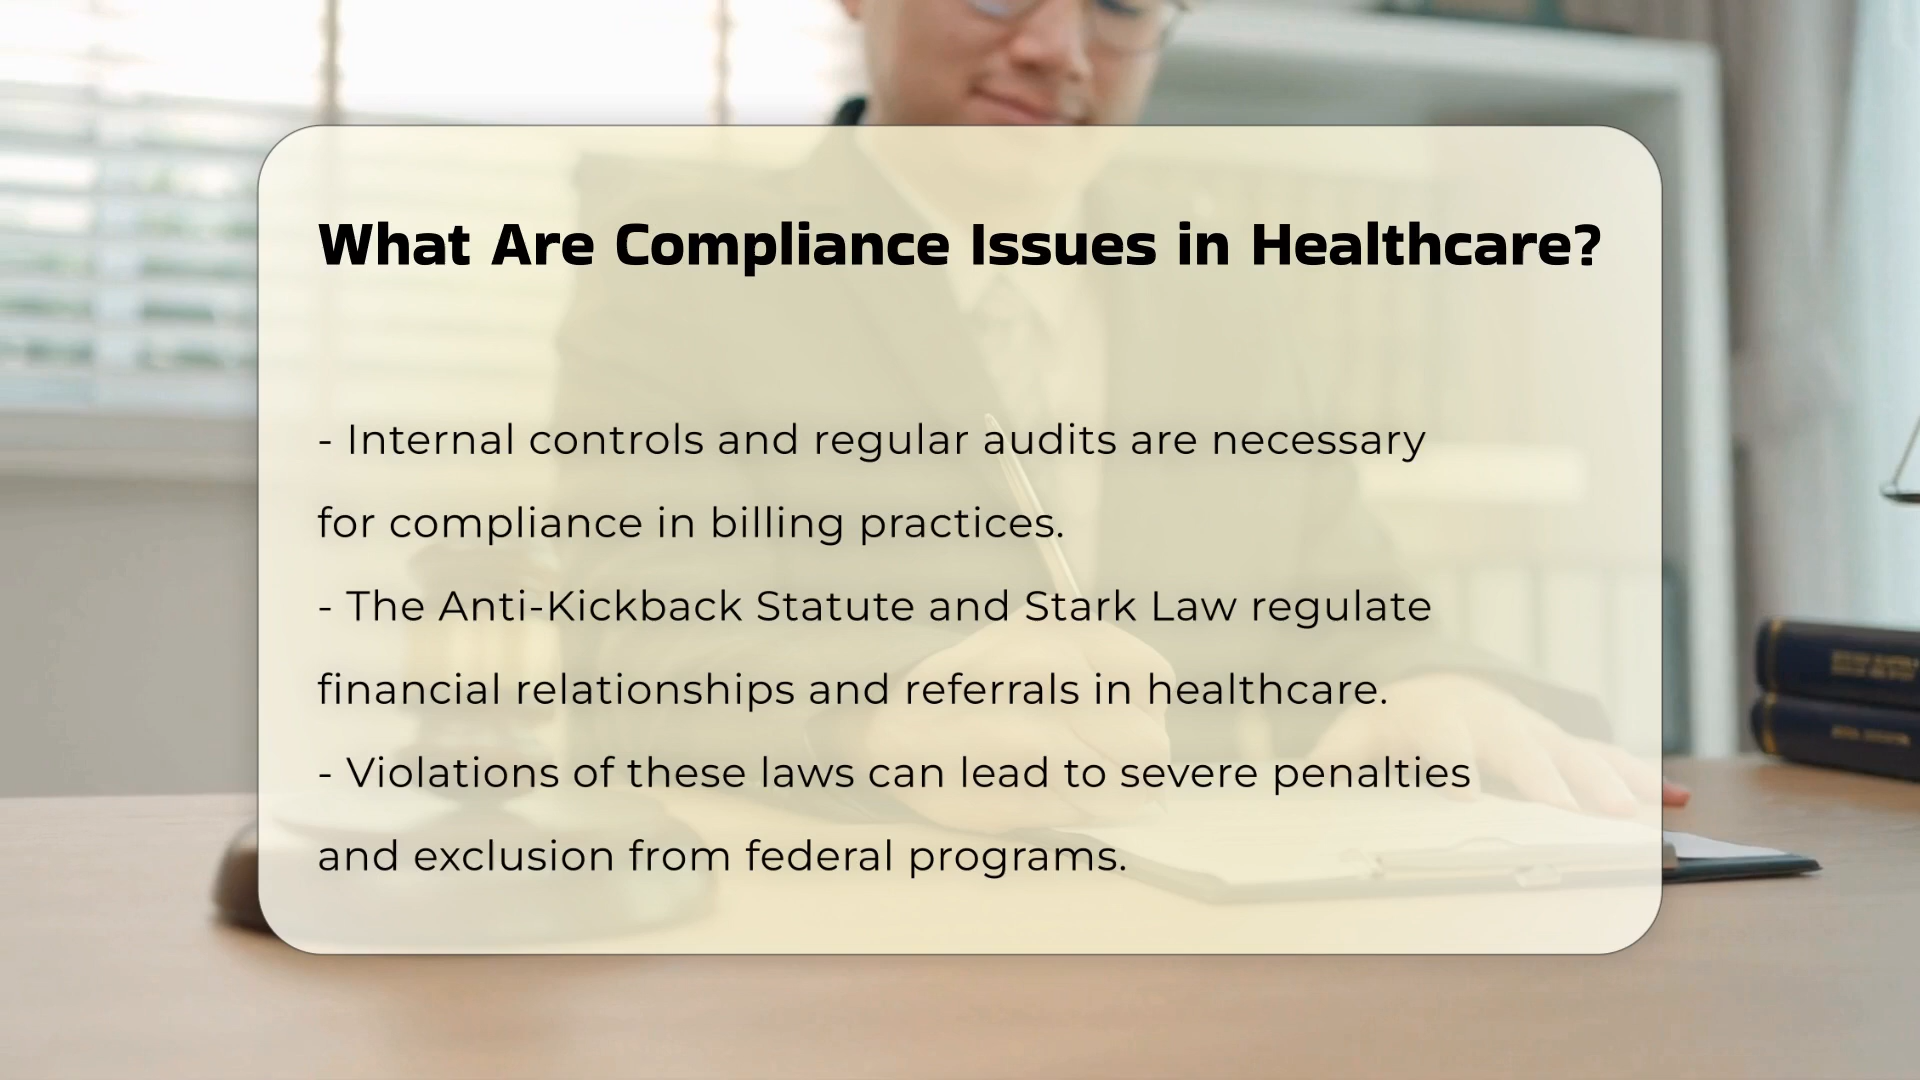 What Are Compliance Issues in Healthcare?
- Internal controls and regular audits are necessary
for compliance in billing practices.
- The Anti-Kickback Statute and Stark Law regulate
financial relationships and referrals in healthcare.
- Violations of these laws can lead to severe penalties
and exclusion from federal programs.